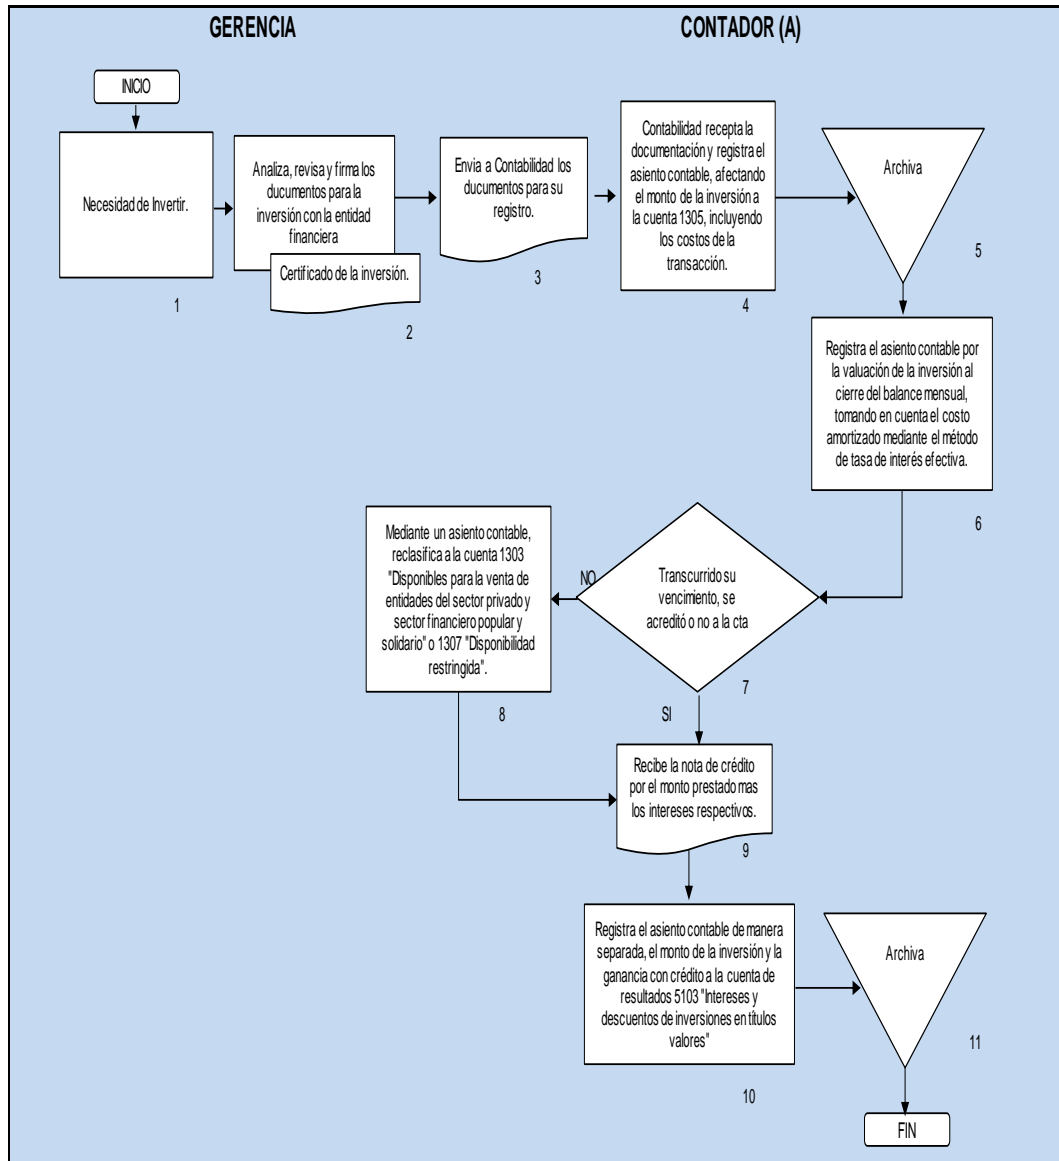 GERENCIA
CONTADOR (A)
INICIO
Necesidad de Invertir.
1
Analiza, revisa y firma los
ducumentos para la
inversión con la entidad
financiera
Certificado de la inversión.
2
Envia a Contabilidad los
ducumentos para su
registro.
3
Contabilidad recepta la
documentación y registra el
asiento contable, afectando
el monto de la inversión a
la cuenta 1305, incluyendo
los costos de la
transacción.
4
Archiva
5
Registra el asiento contable por
la valuación de la inversión al
cierre del balance mensual,
tomando en cuenta el costo
amortizado mediante el método
de tasa de interés efectiva.
6
Transcurrido su
vencimiento, se
acreditó o no a la cta
7
NO
SI
Mediante un asiento contable,
reclasifica a la cuenta 1303
"Disponibles para la venta de
entidades del sector privado y
sector financiero popular y
solidario" o 1307 "Disponibilidad
restringida".
8
Recibe la nota de crédito
por el monto prestado mas
los intereses respectivos.
9
Registra el asiento contable de manera
separada, el monto de la inversión y la
ganancia con crédito a la cuenta de
resultados 5103 "Intereses y
descuentos de inversiones en títulos
valores"
10
Archiva
11
FIN